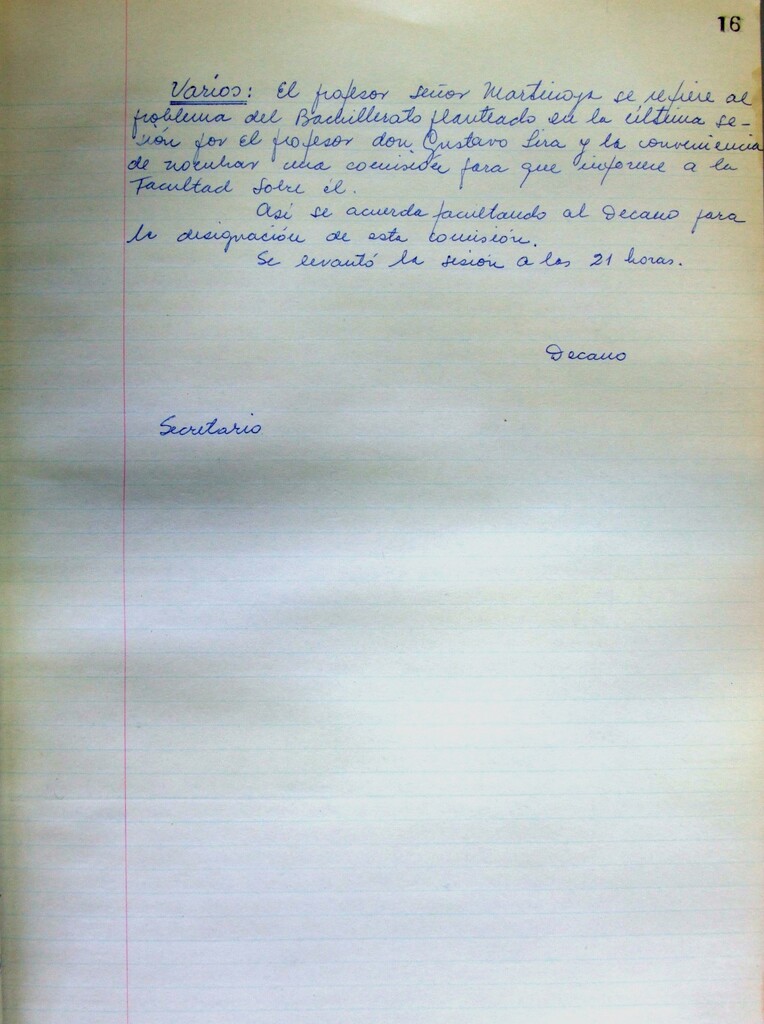 16
Varios: El profesor señor Martinoya se refiere al
problema del Bachillerato planteado en la última se-
sión por el profesor don Gustavo Lira y la conveniencia
de nombrar una comisión para que informe a la
Facultad sobre él.
Así se acuerda facultando al Decano para
la designación de esta comisión.
Se levantó la sesión a las 21 horas.
Decano
Secretario